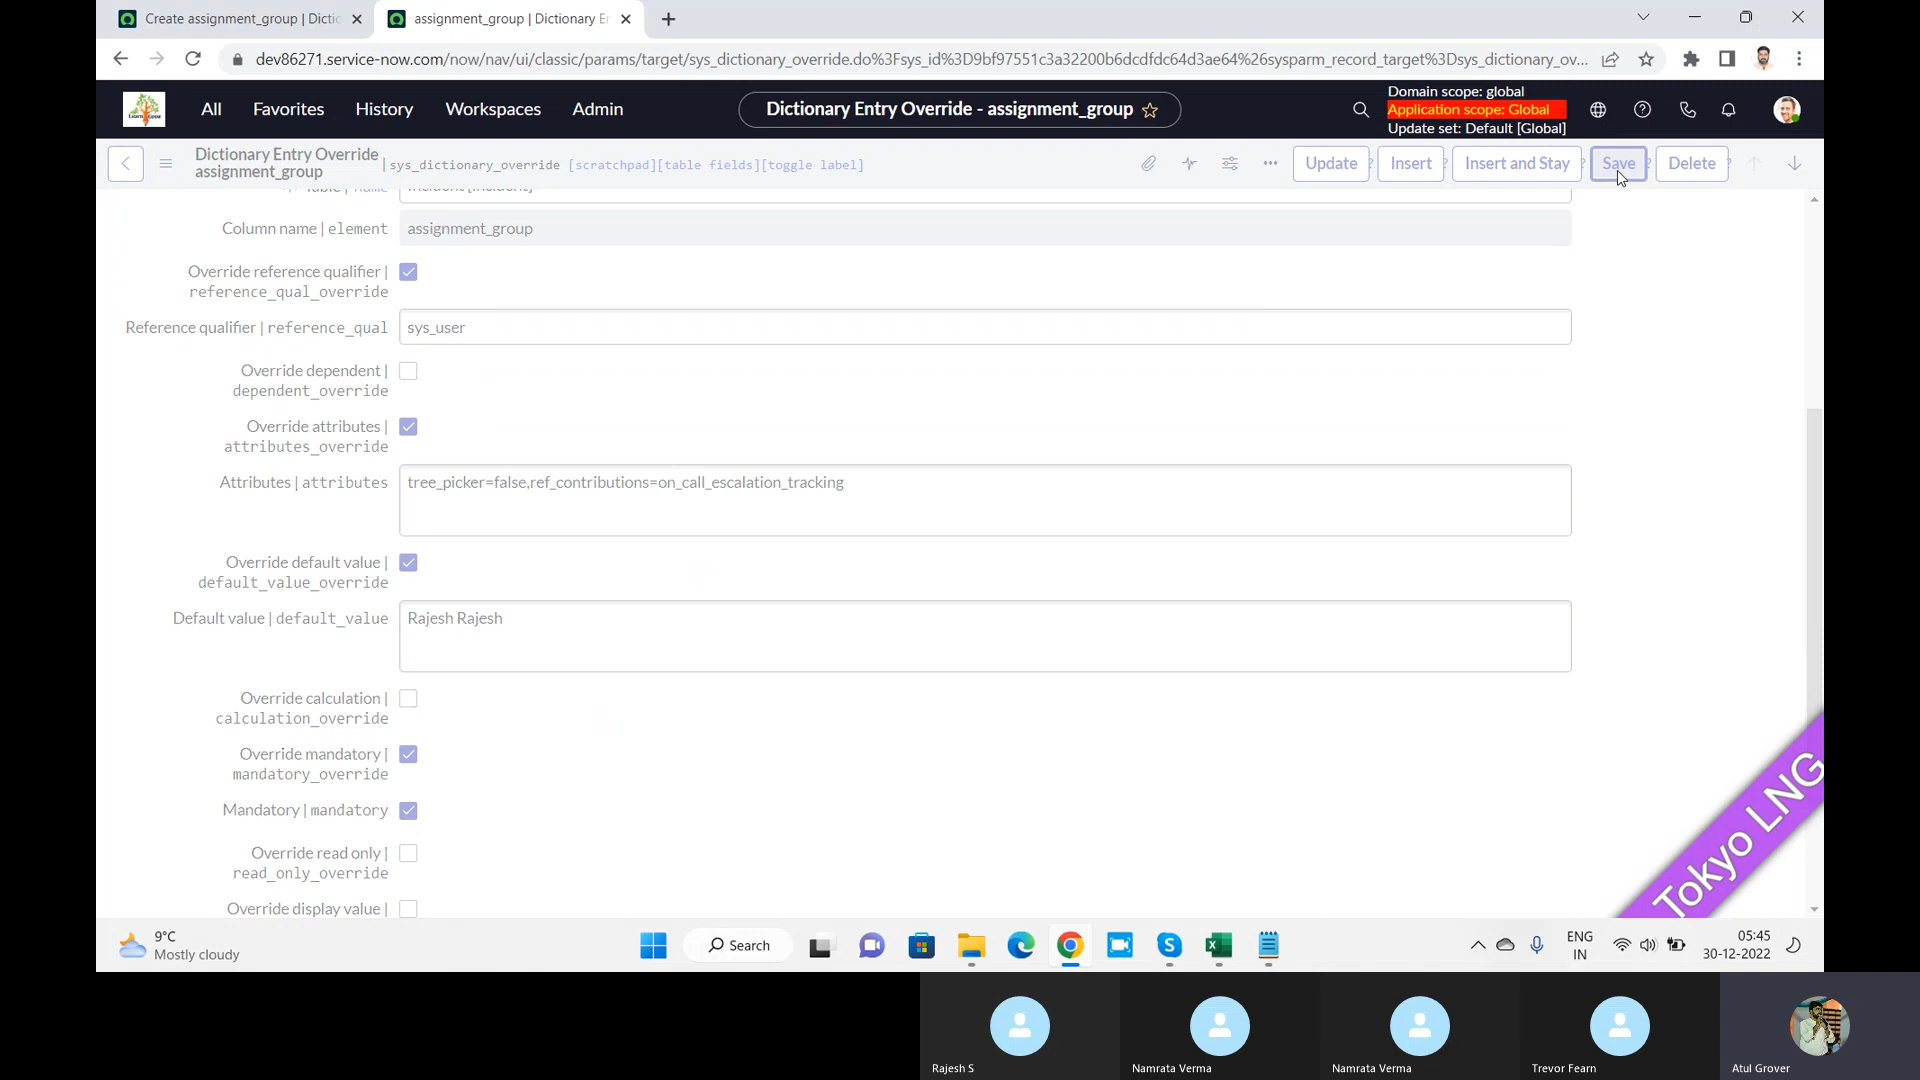 Create assignment_group | Dictio
assignment_group | Dictionary En
dev86271.service-now.com/now/nav/ui/classic/params/target/sys_dictionary_override.do%3Fsys_id%3D9bf97551c3a32200b6dcdfdc64d3ae64%26sysparm_record_target%3Dsys_dictionary_ov...
All
Favorites
History
Workspaces
Admin
Dictionary Entry Override - assignment_group
Domain scope: global
Application scope: Global
Update set: Default [Global]
Dictionary Entry Override
assignment_group
| sys_dictionary_override [scratchpad][table fields][toggle label]
Update
Insert
Insert and Stay
Save
Delete
Table | name
Incident [incident]
Column name | element
assignment_group
Override reference qualifier |
reference_qual_override
Reference qualifier | reference_qual
sys_user
Override dependent |
dependent_override
Override attributes |
attributes_override
Attributes | attributes
tree_picker=false,ref_contributions=on_call_escalation_tracking
Override default value |
default_value_override
Default value | default_value
Rajesh Rajesh
Override calculation |
calculation_override
Override mandatory |
mandatory_override
Mandatory | mandatory
Override read only |
read_only_override
Override display value |
Tokyo LNG
9°C
Mostly cloudy
Search
ENG
IN
05:45
30-12-2022
Rajesh S
Namrata Verma
Namrata Verma
Trevor Fearn
Atul Grover